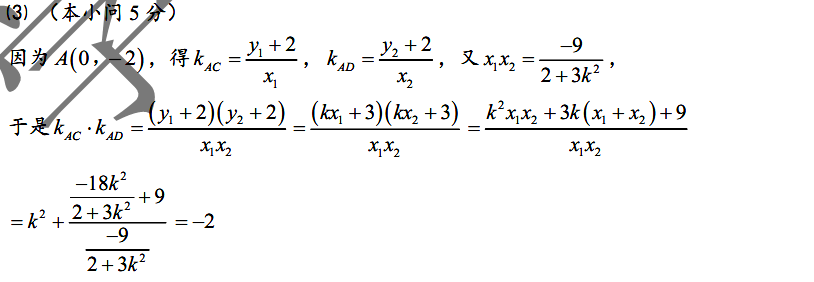 (3) (本小问 5 分)
因为 A(0, -2), 得 k_{AC} = \frac{y_1+2}{x_1}, k_{AD} = \frac{y_2+2}{x_2}, 又 x_1x_2 = \frac{-9}{2+3k^2},
于是 k_{AC} · k_{AD} = \frac{(y_1+2)(y_2+2)}{x_1x_2} = \frac{(kx_1+3)(kx_2+3)}{x_1x_2} = \frac{k^2x_1x_2+3k(x_1+x_2)+9}{x_1x_2}
= k^2 + \frac{\frac{-18k^2}{2+3k^2}+9}{\frac{-9}{2+3k^2}} = -2